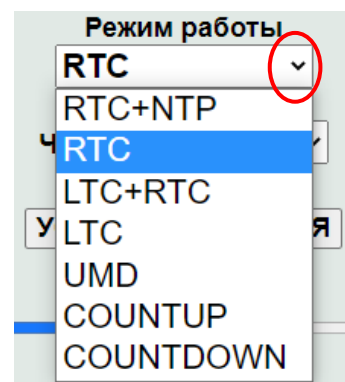 Режим работы
RTC
RTC+NTP
Ч
RTC
LTC+RTC
У
LTC
Я
UMD
COUNTUP
COUNTDOWN